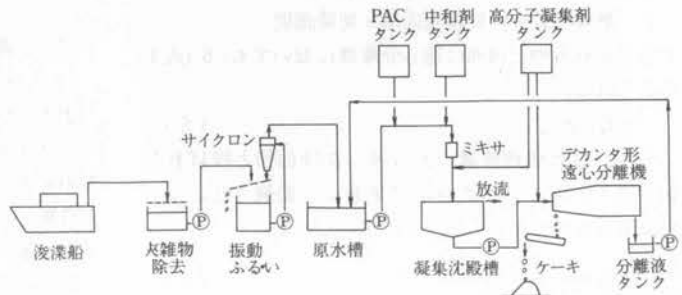 PAC
タンク
中和剤
タンク
高分子凝集剤
タンク
サイクロン
ミキサ
デカンタ形
遠心分離機
放流
P
P
P
P
P
P
浚渫船
夾雑物
除去
振動
ふるい
原水槽
凝集沈殿槽
ケーキ
分離液
タンク